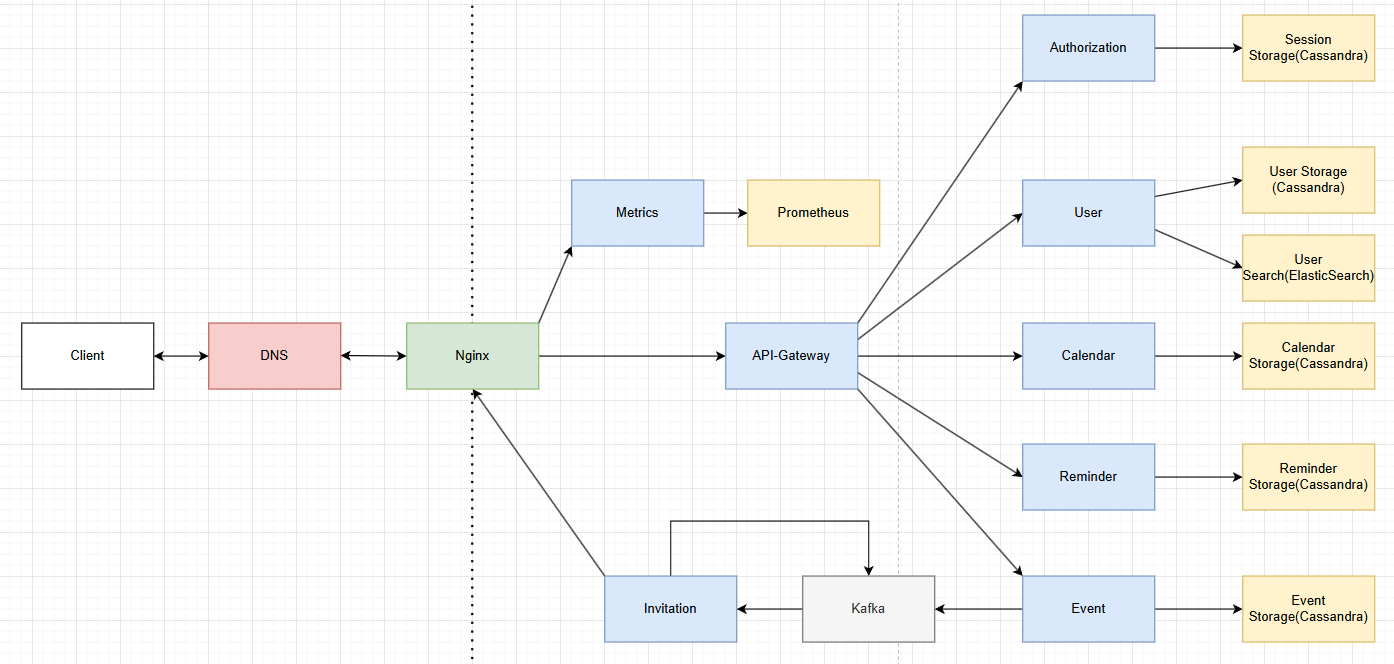 Authorization
Session
Storage(Cassandra)
User Storage
(Cassandra)
Metrics
Prometheus
User
User
Search(ElasticSearch)
Client
DNS
Nginx
API-Gateway
Calendar
Calendar
Storage(Cassandra)
Reminder
Reminder
Storage(Cassandra)
Invitation
Kafka
Event
Event
Storage(Cassandra)